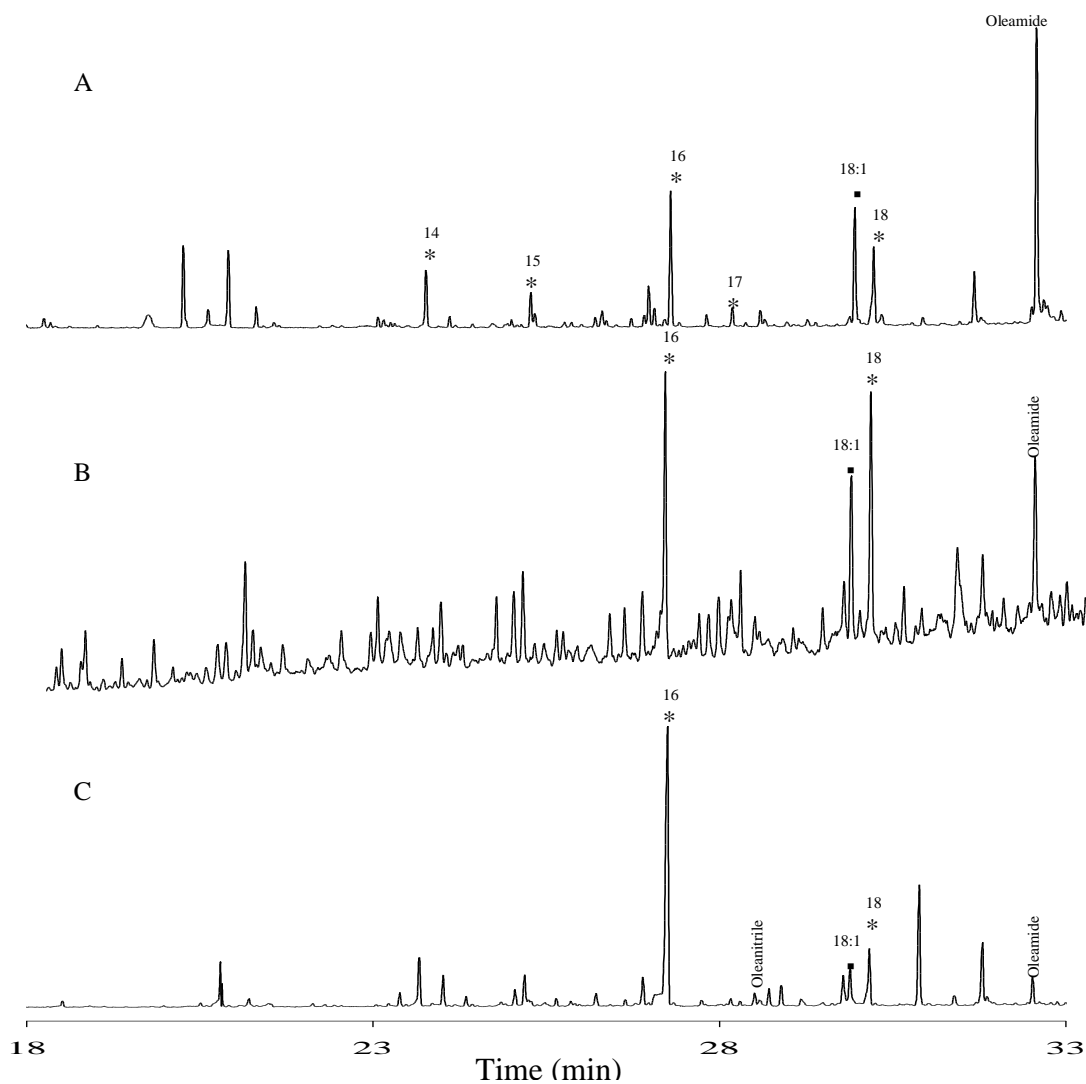 Oleamide
A
16
*
18:1
■
14
*
18
*
15
*
17
*
16
*
18
*
18:1
■
Oleamide
B
16
*
C
18
*
Oleanitrile
18:1
■
Oleamide
18 23 28 33
Time (min)